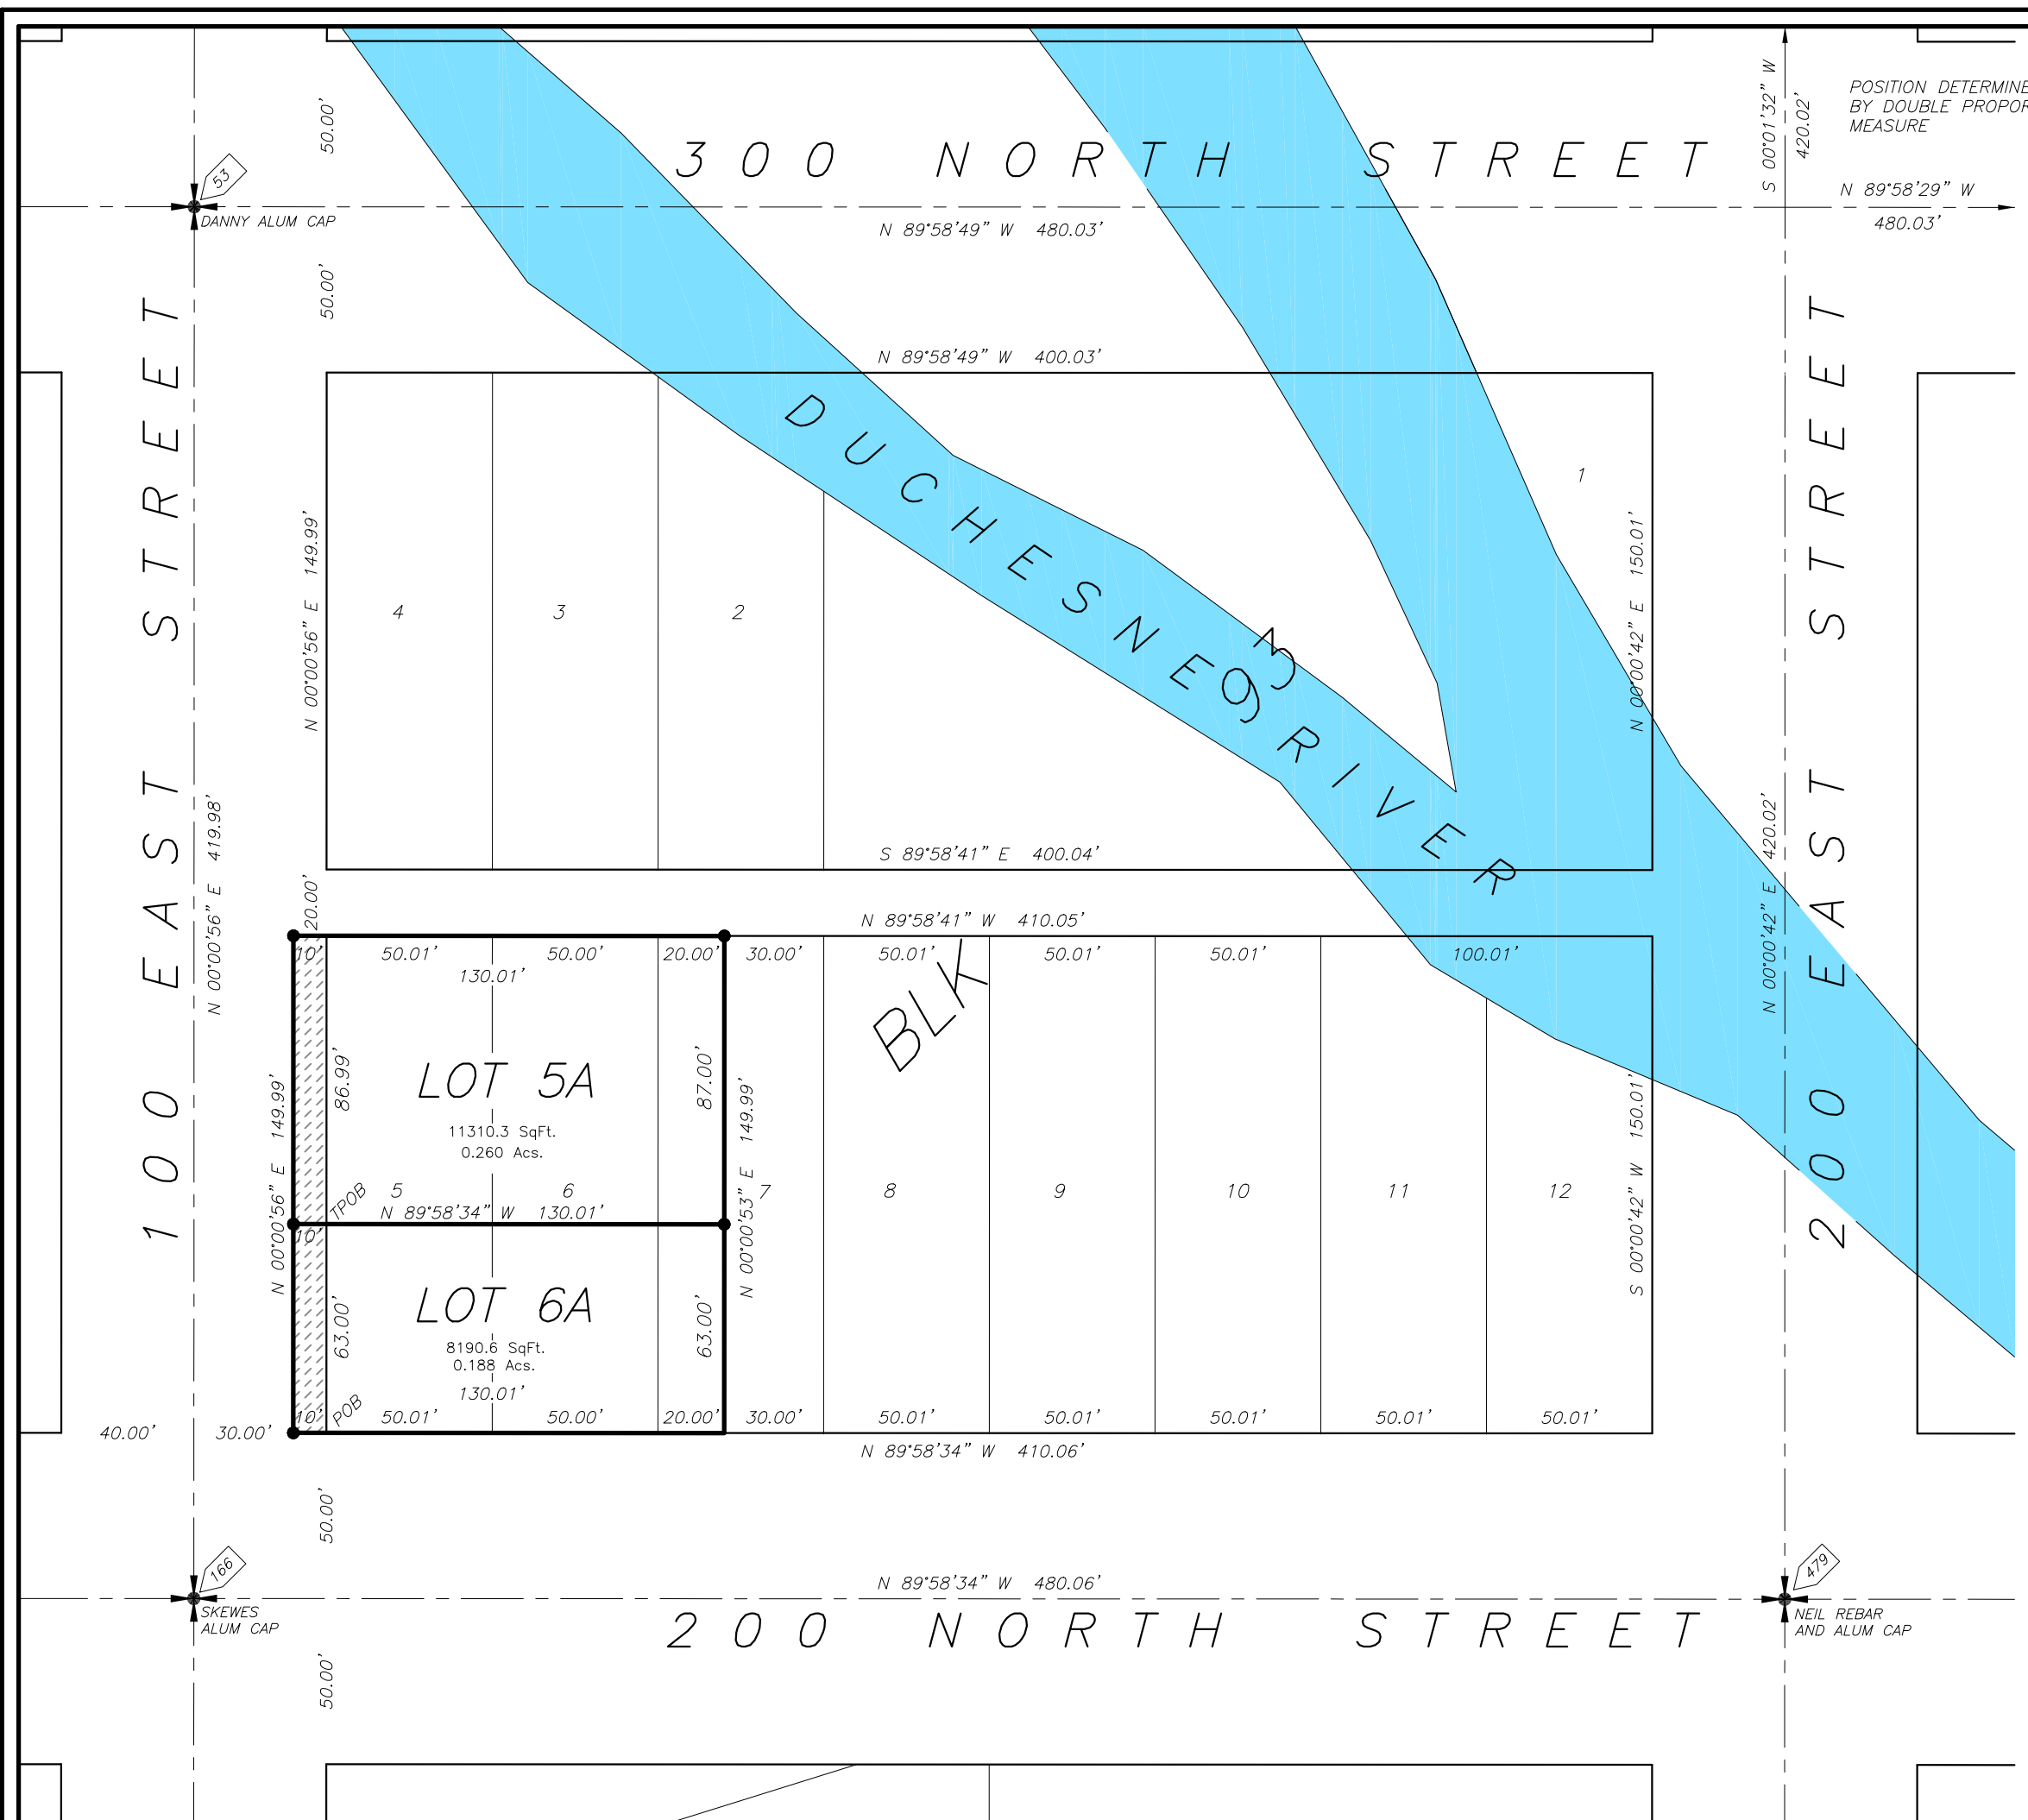 POSITION DETERMINE
BY DOUBLE PROPOR
MEASURE
S 00°01'32" W
420.02'
N 89°58'29" W
480.03'
50.00'
300 NORTH STREET
53
DANNY ALUM CAP
N 89°58'49" W 480.03'
50.00'
100 EAST STREET
200 EAST STREET
N 89°58'49" W 400.03'
DUCHESNE RIVER
1
4
3
2
N 00°00'56" E 149.99'
N 00°00'42" E 150.01'
N 00°00'56" E 419.98'
N 00°00'42" E 420.02'
S 89°58'41" E 400.04'
20.00'
N 89°58'41" W 410.05'
10'
50.01'
50.00'
20.00'
30.00'
50.01'
50.01'
50.01'
100.01'
130.01'
BLK
86.99'
LOT 5A
87.00'
11310.3 SqFt.
0.260 Acs.
N 00°00'56" E 149.99'
N 00°00'53" E 149.99'
S 00°00'42" W 150.01'
TPOB
5
6
7
8
9
10
11
12
N 89°58'34" W 130.01'
10'
63.00'
LOT 6A
63.00'
8190.6 SqFt.
0.188 Acs.
130.01'
POB
40.00'
30.00'
10'
50.01'
50.00'
20.00'
30.00'
50.01'
50.01'
50.01'
50.01'
50.01'
N 89°58'34" W 410.06'
50.00'
166
479
N 89°58'34" W 480.06'
SKEWES
ALUM CAP
200 NORTH STREET
NEIL REBAR
AND ALUM CAP
50.00'